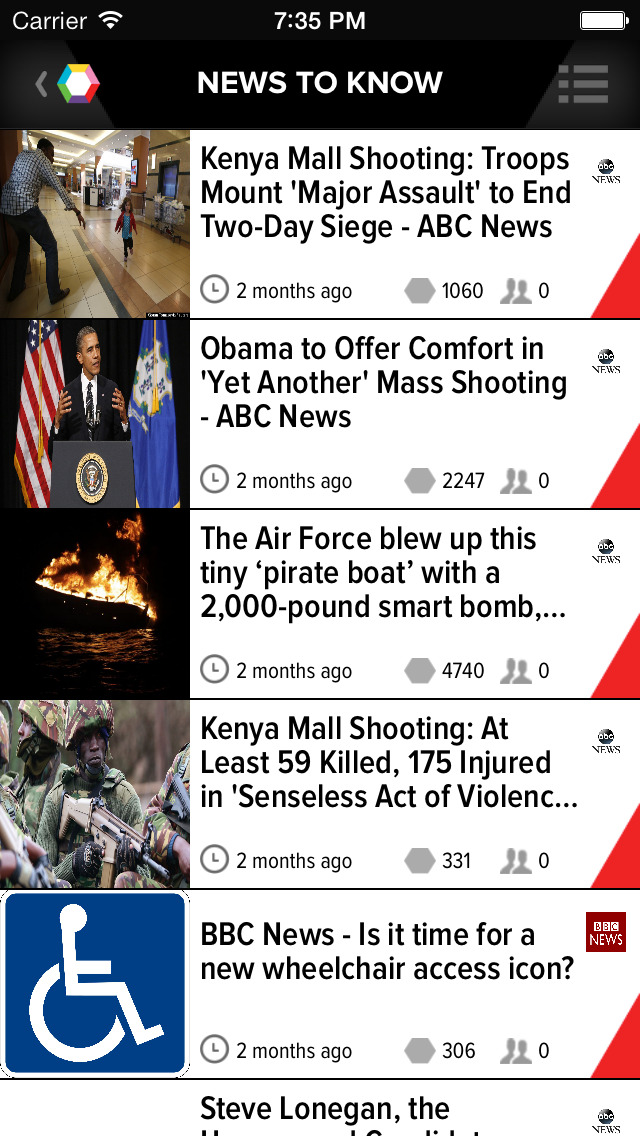 Carrier 7:35 PM
NEWS TO KNOW
Kenya Mall Shooting: Troops
Mount 'Major Assault' to End
Two-Day Siege - ABC News
abc
NEWS
2 months ago 1060 0
Obama to Offer Comfort in
'Yet Another' Mass Shooting
- ABC News
abc
NEWS
2 months ago 2247 0
The Air Force blew up this
tiny ‘pirate boat’ with a
2,000-pound smart bomb,...
abc
NEWS
2 months ago 4740 0
Kenya Mall Shooting: At
Least 59 Killed, 175 Injured
in 'Senseless Act of Violenc...
abc
NEWS
2 months ago 331 0
BBC News - Is it time for a
new wheelchair access icon?
BBC
NEWS
2 months ago 306 0
Steve Lonegan, the
abc
NEWS